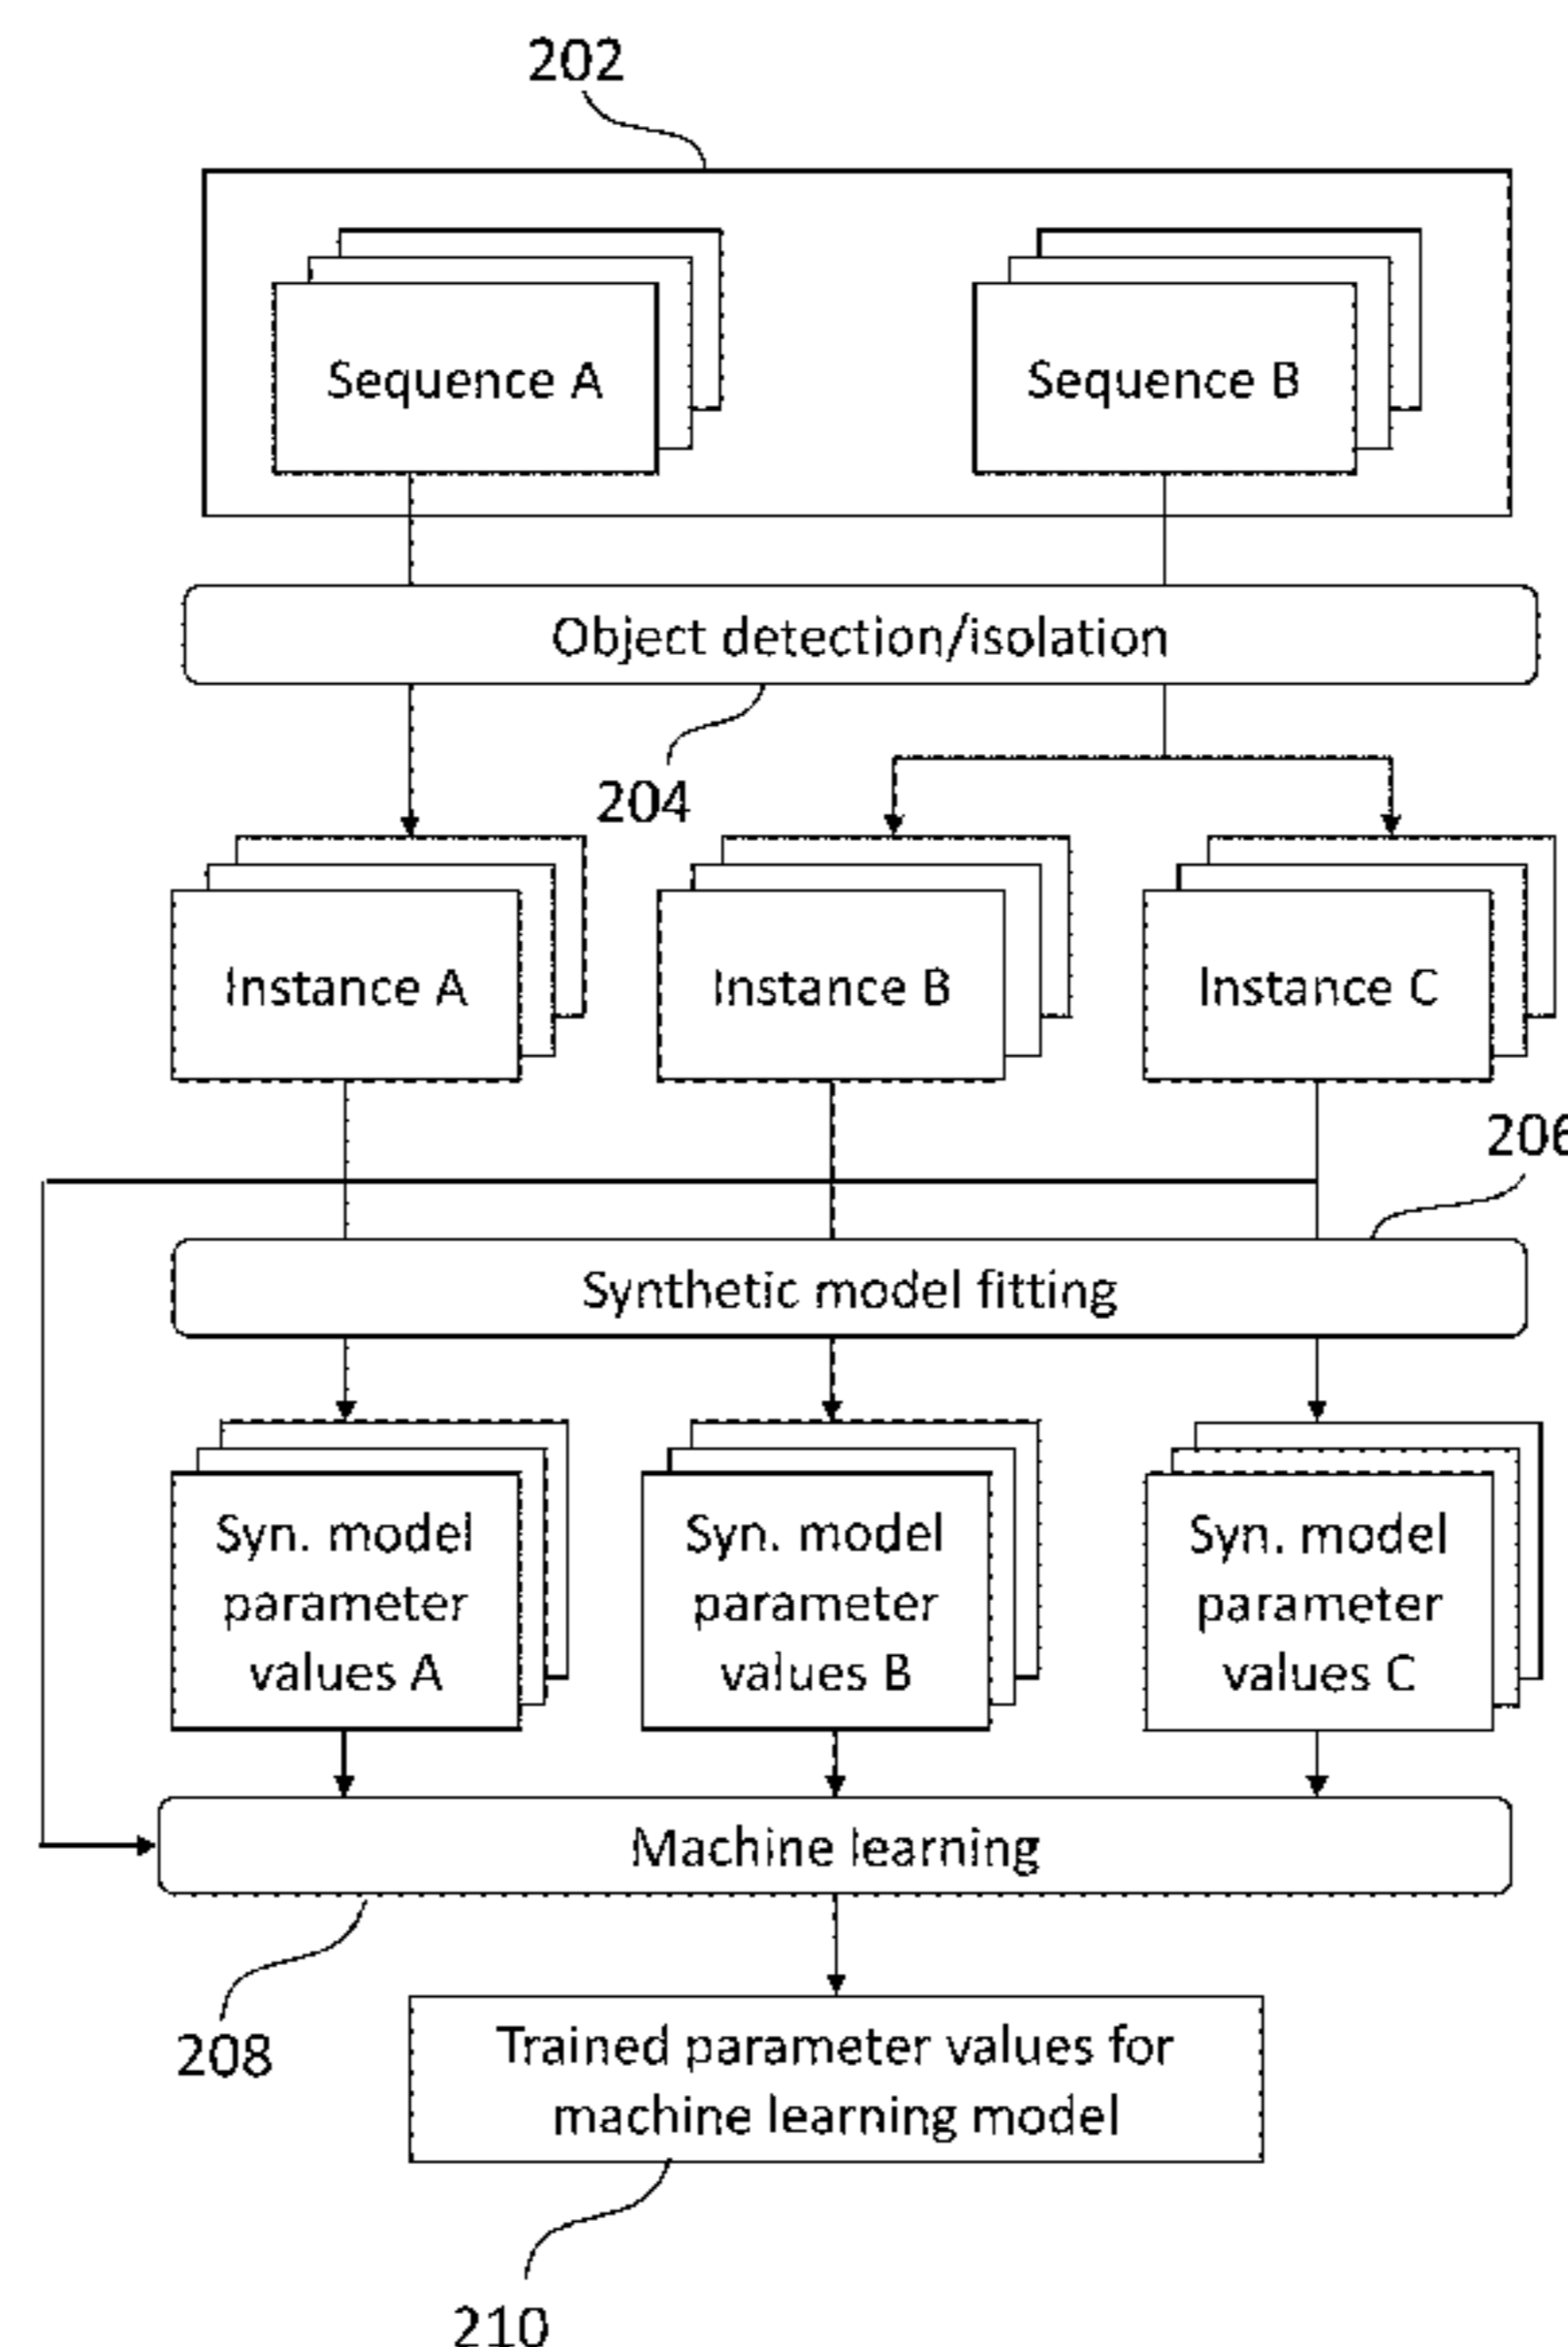 202
Sequence A
Sequence B
Object detection/isolation
204
Instance A
Instance B
Instance C
206
Synthetic model fitting
Syn. model
parameter
values A
Syn. model
parameter
values B
Syn. model
parameter
values C
Machine learning
208
Trained parameter values for
machine learning model
210